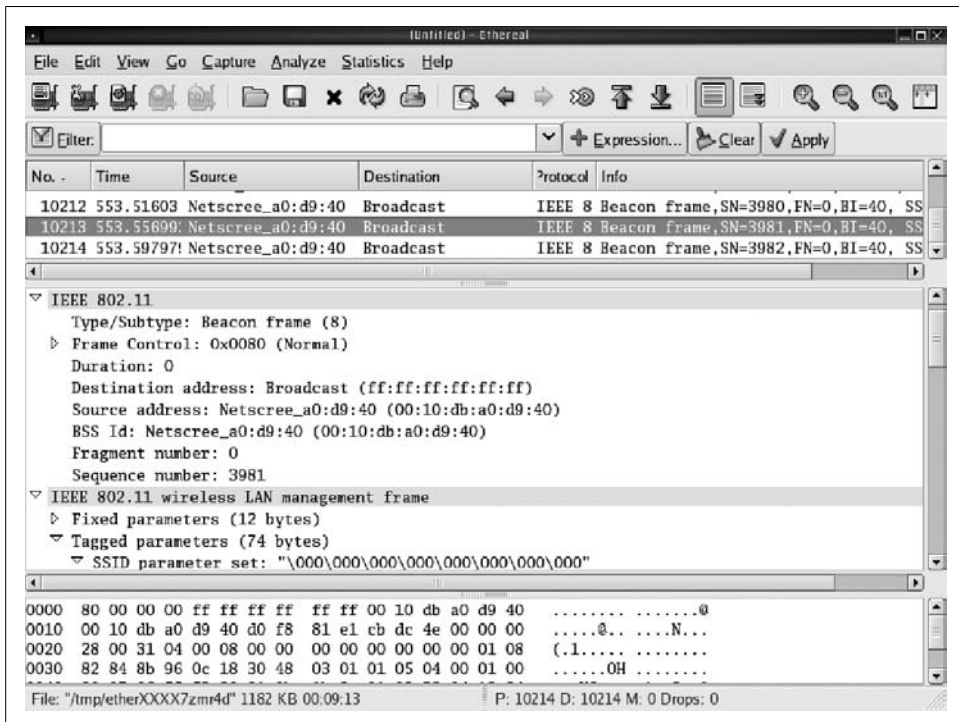 (Untitled) - Ethereal
File Edit View Go Capture Analyze Statistics Help
Filter: Expression... Clear Apply
No. . Time Source Destination Protocol Info
10212 553.51603 Netscree_a0:d9:40 Broadcast IEEE 8 Beacon frame,SN=3980,FN=0,BI=40, SS
10213 553.55699 Netscree_a0:d9:40 Broadcast IEEE 8 Beacon frame,SN=3981,FN=0,BI=40, SS
10214 553.59797 Netscree_a0:d9:40 Broadcast IEEE 8 Beacon frame,SN=3982,FN=0,BI=40, SS
IEEE 802.11
Type/Subtype: Beacon frame (8)
Frame Control: 0x0080 (Normal)
Duration: 0
Destination address: Broadcast (ff:ff:ff:ff:ff:ff)
Source address: Netscree_a0:d9:40 (00:10:db:a0:d9:40)
BSS Id: Netscree_a0:d9:40 (00:10:db:a0:d9:40)
Fragment number: 0
Sequence number: 3981
IEEE 802.11 wireless LAN management frame
Fixed parameters (12 bytes)
Tagged parameters (74 bytes)
SSID parameter set: "\000\000\000\000\000\000\000\000"
0000 80 00 00 00 ff ff ff ff ff ff 00 10 db a0 d9 40 ........ .......@
0010 00 10 db a0 d9 40 d0 f8 81 e1 cb dc 4e 00 00 00 .....@.. ....N...
0020 28 00 31 04 00 08 00 00 00 00 00 00 00 00 01 08 (.1..... ........
0030 82 84 8b 96 0c 18 30 48 03 01 01 05 04 00 01 00 ......0H ........
File: "/tmp/etherXXXX7zmr4d" 1182 KB 00:09:13 P: 10214 D: 10214 M: 0 Drops: 0